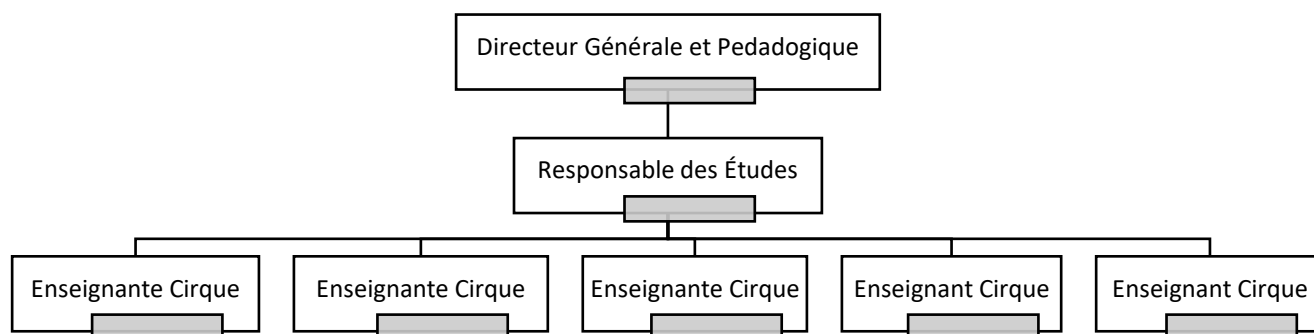 Directeur Générale et Pedadogique
Responsable des Études
Enseignante Cirque
Enseignante Cirque
Enseignante Cirque
Enseignant Cirque
Enseignant Cirque